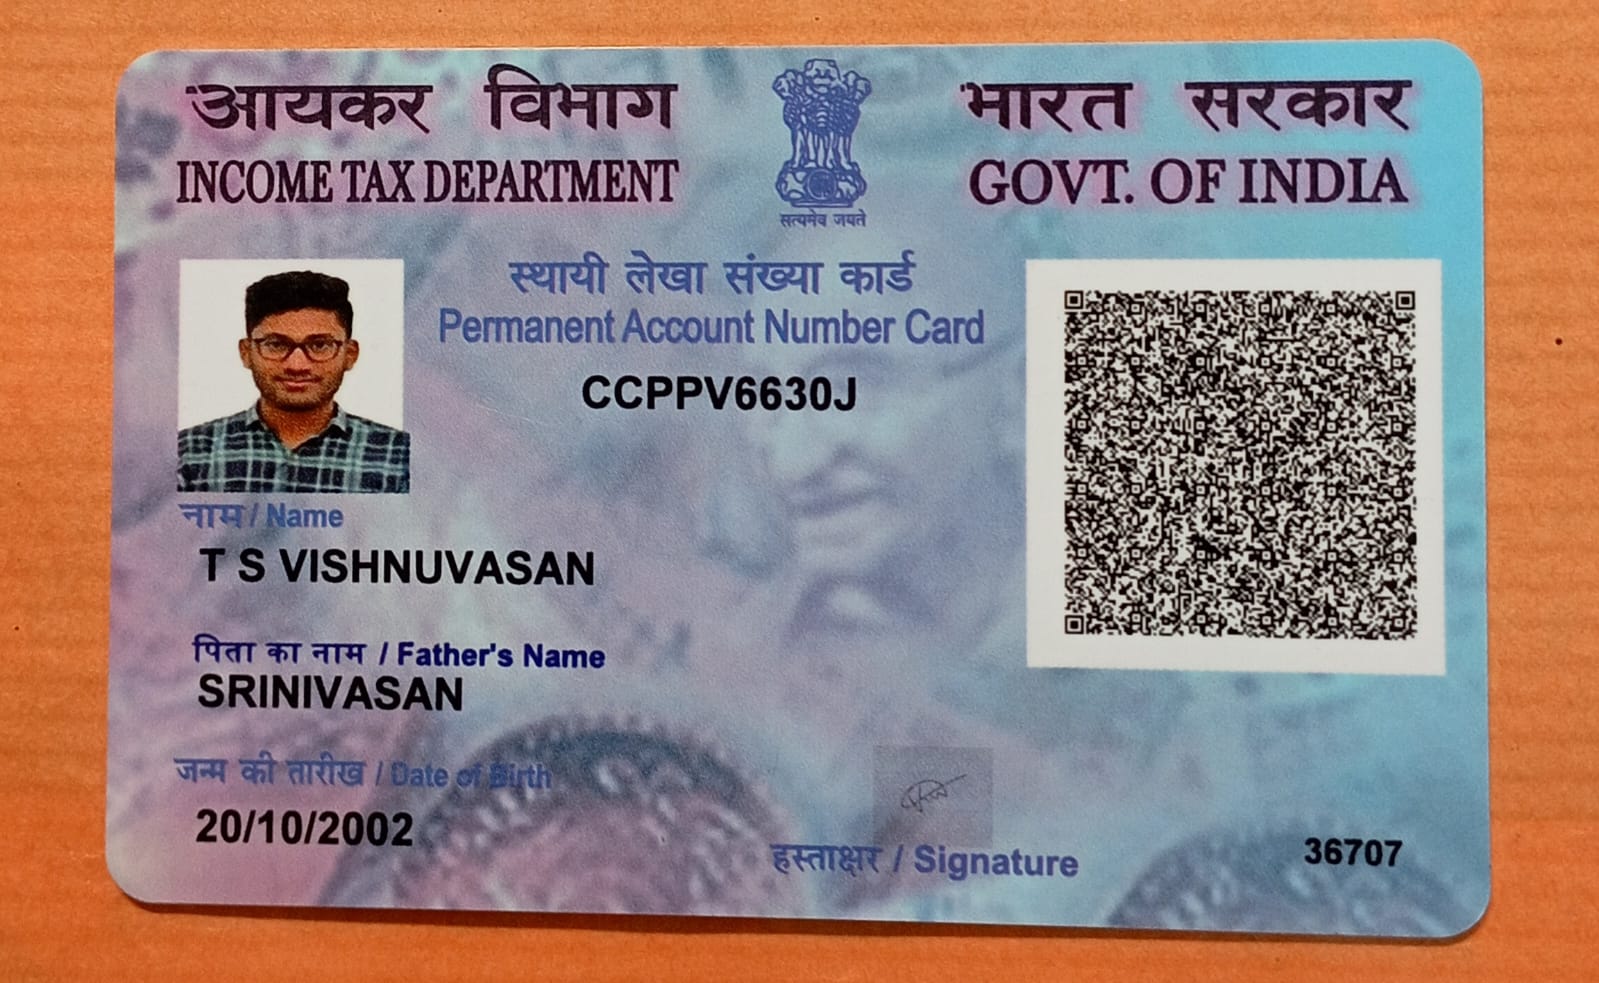 आयकर विभाग
INCOME TAX DEPARTMENT
सत्यमेव जयते
भारत सरकार
GOVT. OF INDIA
स्थायी लेखा संख्या कार्ड
Permanent Account Number Card
CCPPV6630J
नाम / Name
T S VISHNUVASAN
पिता का नाम / Father's Name
SRINIVASAN
जन्म की तारीख / Date of Birth
20/10/2002
हस्ताक्षर / Signature
36707